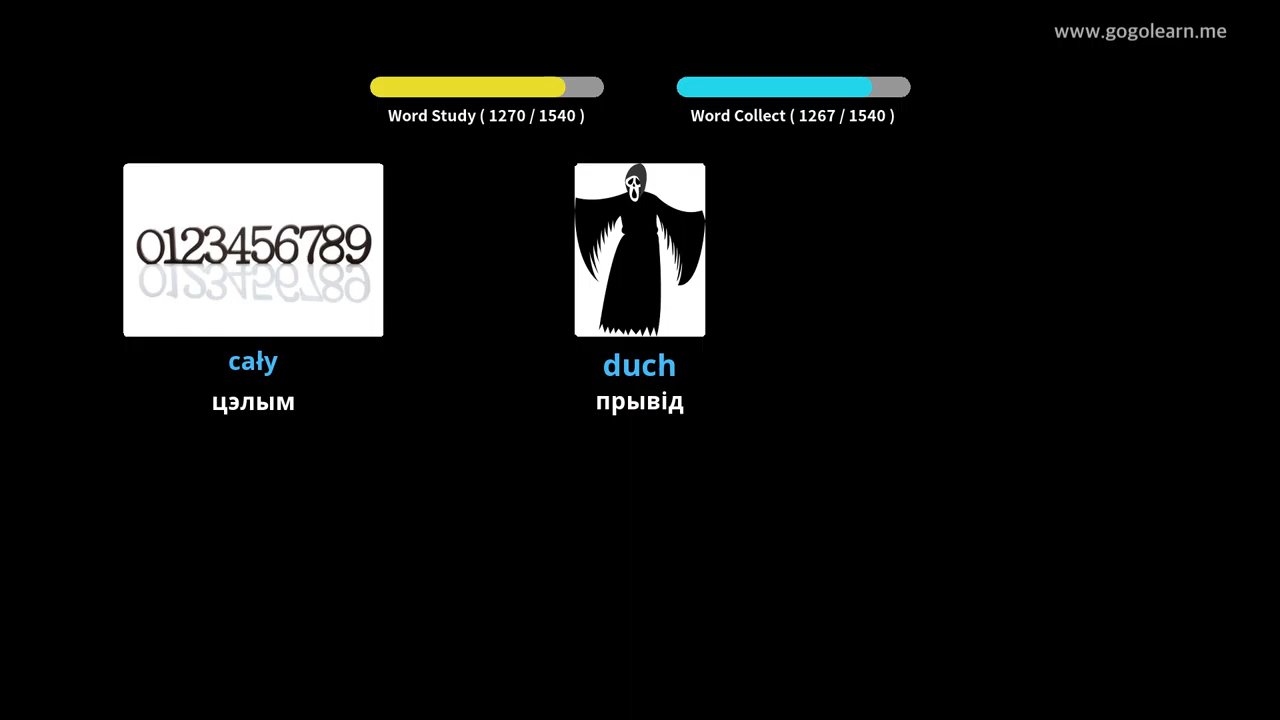 www.gogolearn.me
Word Study ( 1270 / 1540 )
Word Collect ( 1267 / 1540 )
0123456789
cały
цэлым
duch
прывід